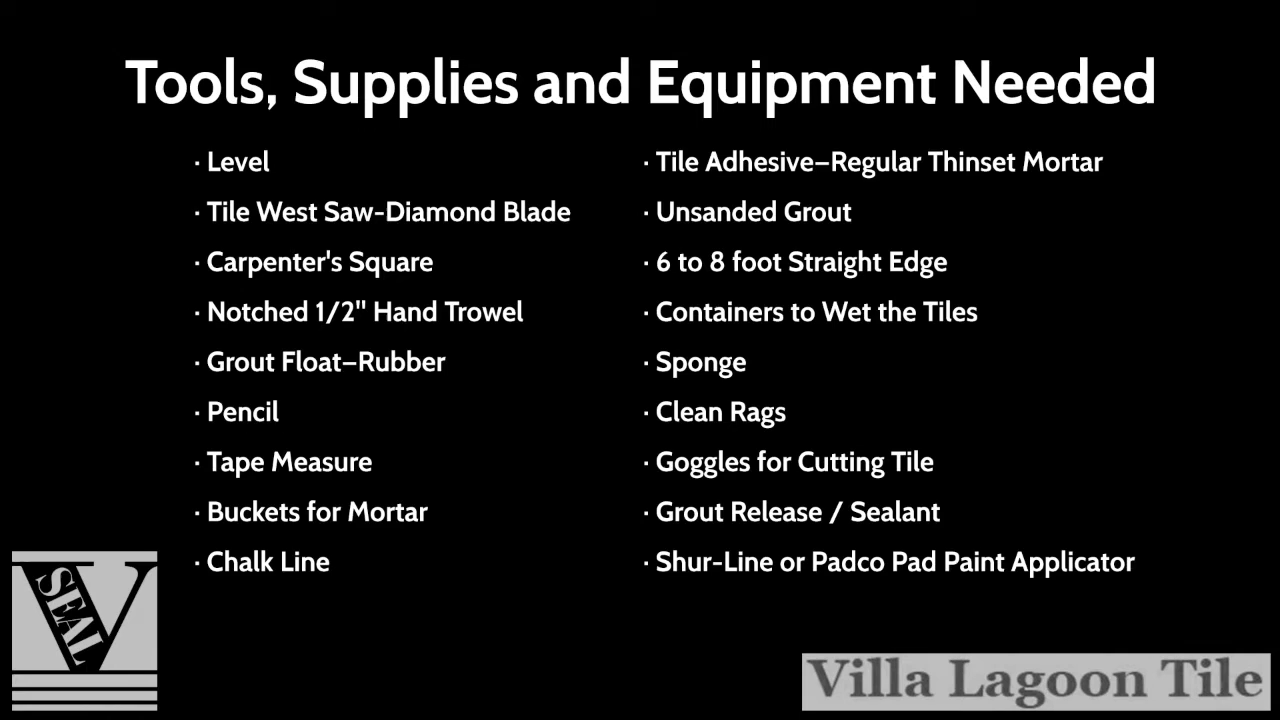 Tools, Supplies and Equipment Needed
· Level
· Tile West Saw-Diamond Blade
· Carpenter's Square
· Notched 1/2" Hand Trowel
· Grout Float–Rubber
· Pencil
· Tape Measure
· Buckets for Mortar
· Chalk Line
· Tile Adhesive–Regular Thinset Mortar
· Unsanded Grout
· 6 to 8 foot Straight Edge
· Containers to Wet the Tiles
· Sponge
· Clean Rags
· Goggles for Cutting Tile
· Grout Release / Sealant
· Shur-Line or Padco Pad Paint Applicator
V SEAL
Villa Lagoon Tile